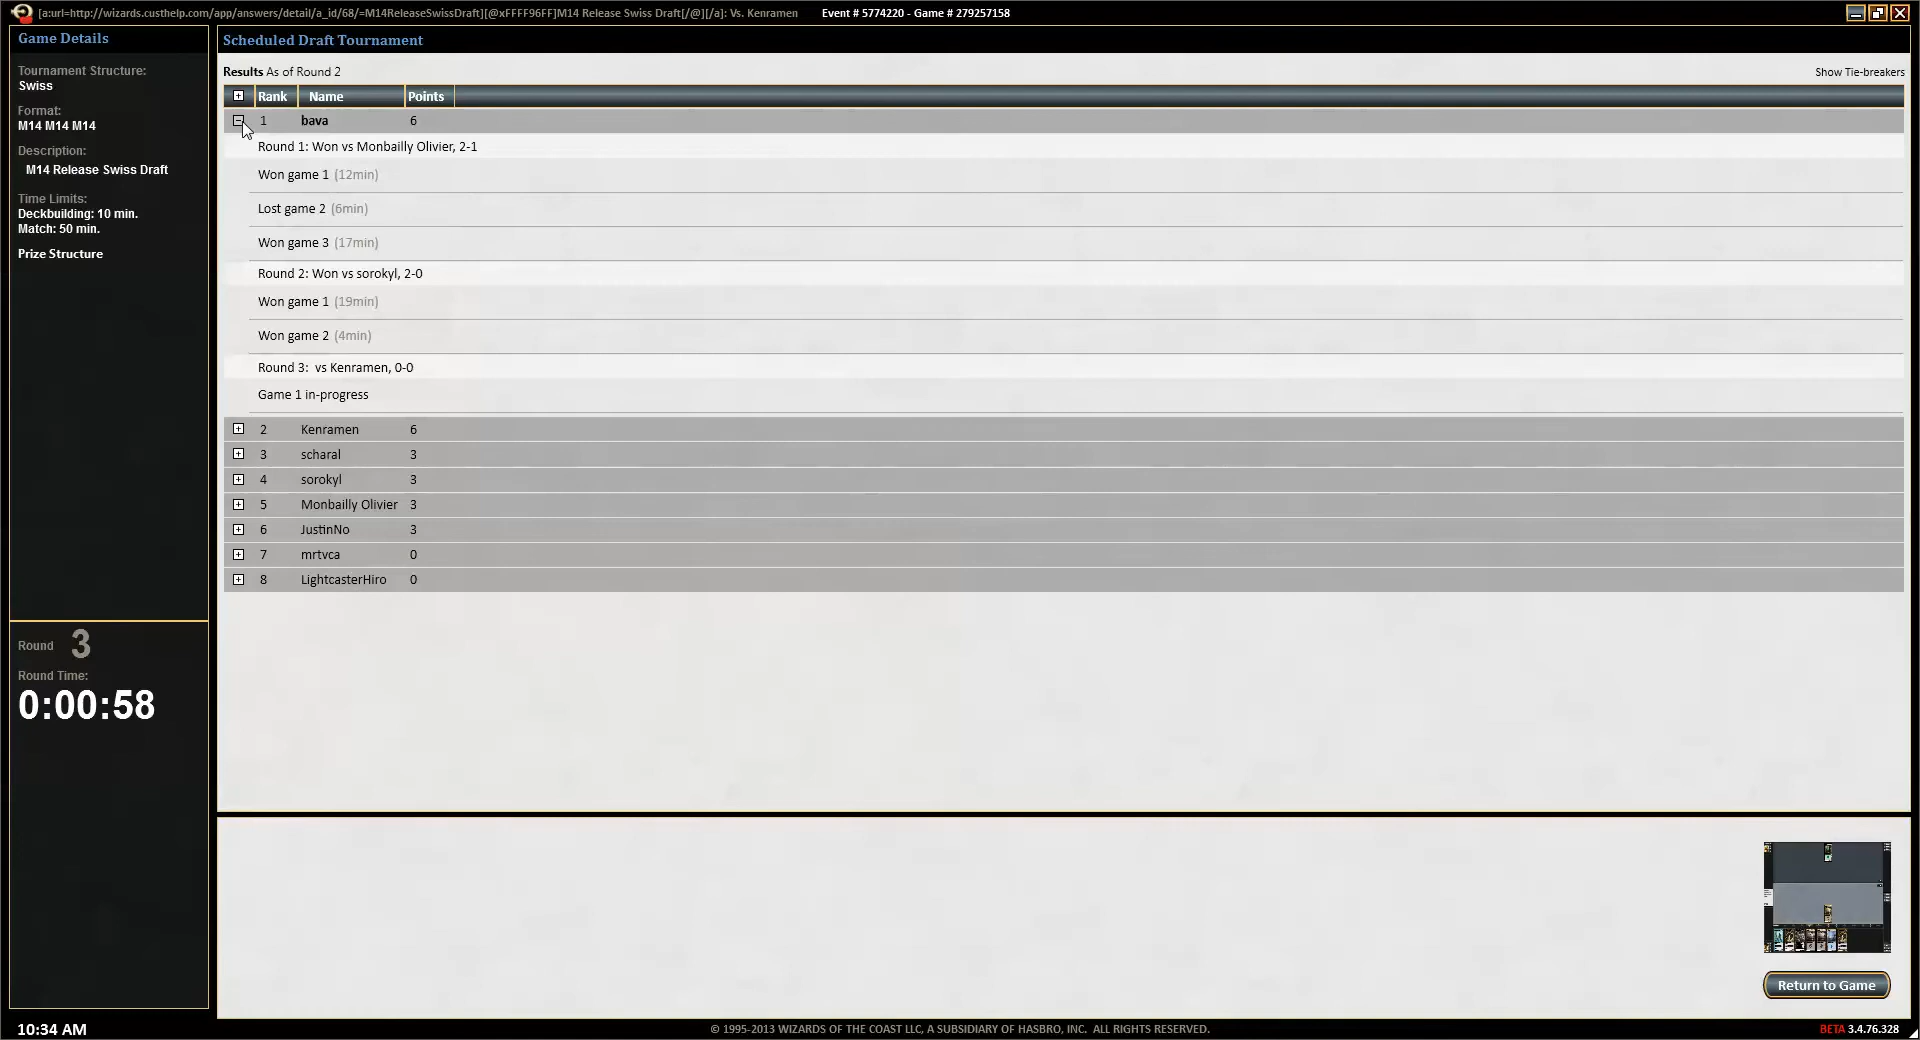 [a:url=http://wizards.custhelp.com/app/answers/detail/a_id/68/=M14ReleaseSwissDraft][@xFFFF96FF]M14 Release Swiss Draft[/@][/a]: Vs. Kenramen Event # 5774220 - Game # 279257158
Game Details
Tournament Structure:
Swiss
Format:
M14 M14 M14
Description:
M14 Release Swiss Draft
Time Limits:
Deckbuilding: 10 min.
Match: 50 min.
Prize Structure
Round 3
Round Time:
0:00:58
10:34 AM
Scheduled Draft Tournament
Results As of Round 2 Show Tie-breakers
Rank Name Points
1 bava 6
Round 1: Won vs Monbailly Olivier, 2-1
Won game 1 (12min)
Lost game 2 (6min)
Won game 3 (17min)
Round 2: Won vs sorokyl, 2-0
Won game 1 (19min)
Won game 2 (4min)
Round 3:  vs Kenramen, 0-0
Game 1 in-progress
2 Kenramen 6
3 scharal 3
4 sorokyl 3
5 Monbailly Olivier 3
6 JustinNo 3
7 mrtvca 0
8 LightcasterHiro 0
Return to Game
© 1995-2013 WIZARDS OF THE COAST LLC, A SUBSIDIARY OF HASBRO, INC. ALL RIGHTS RESERVED.
BETA 3.4.76.328